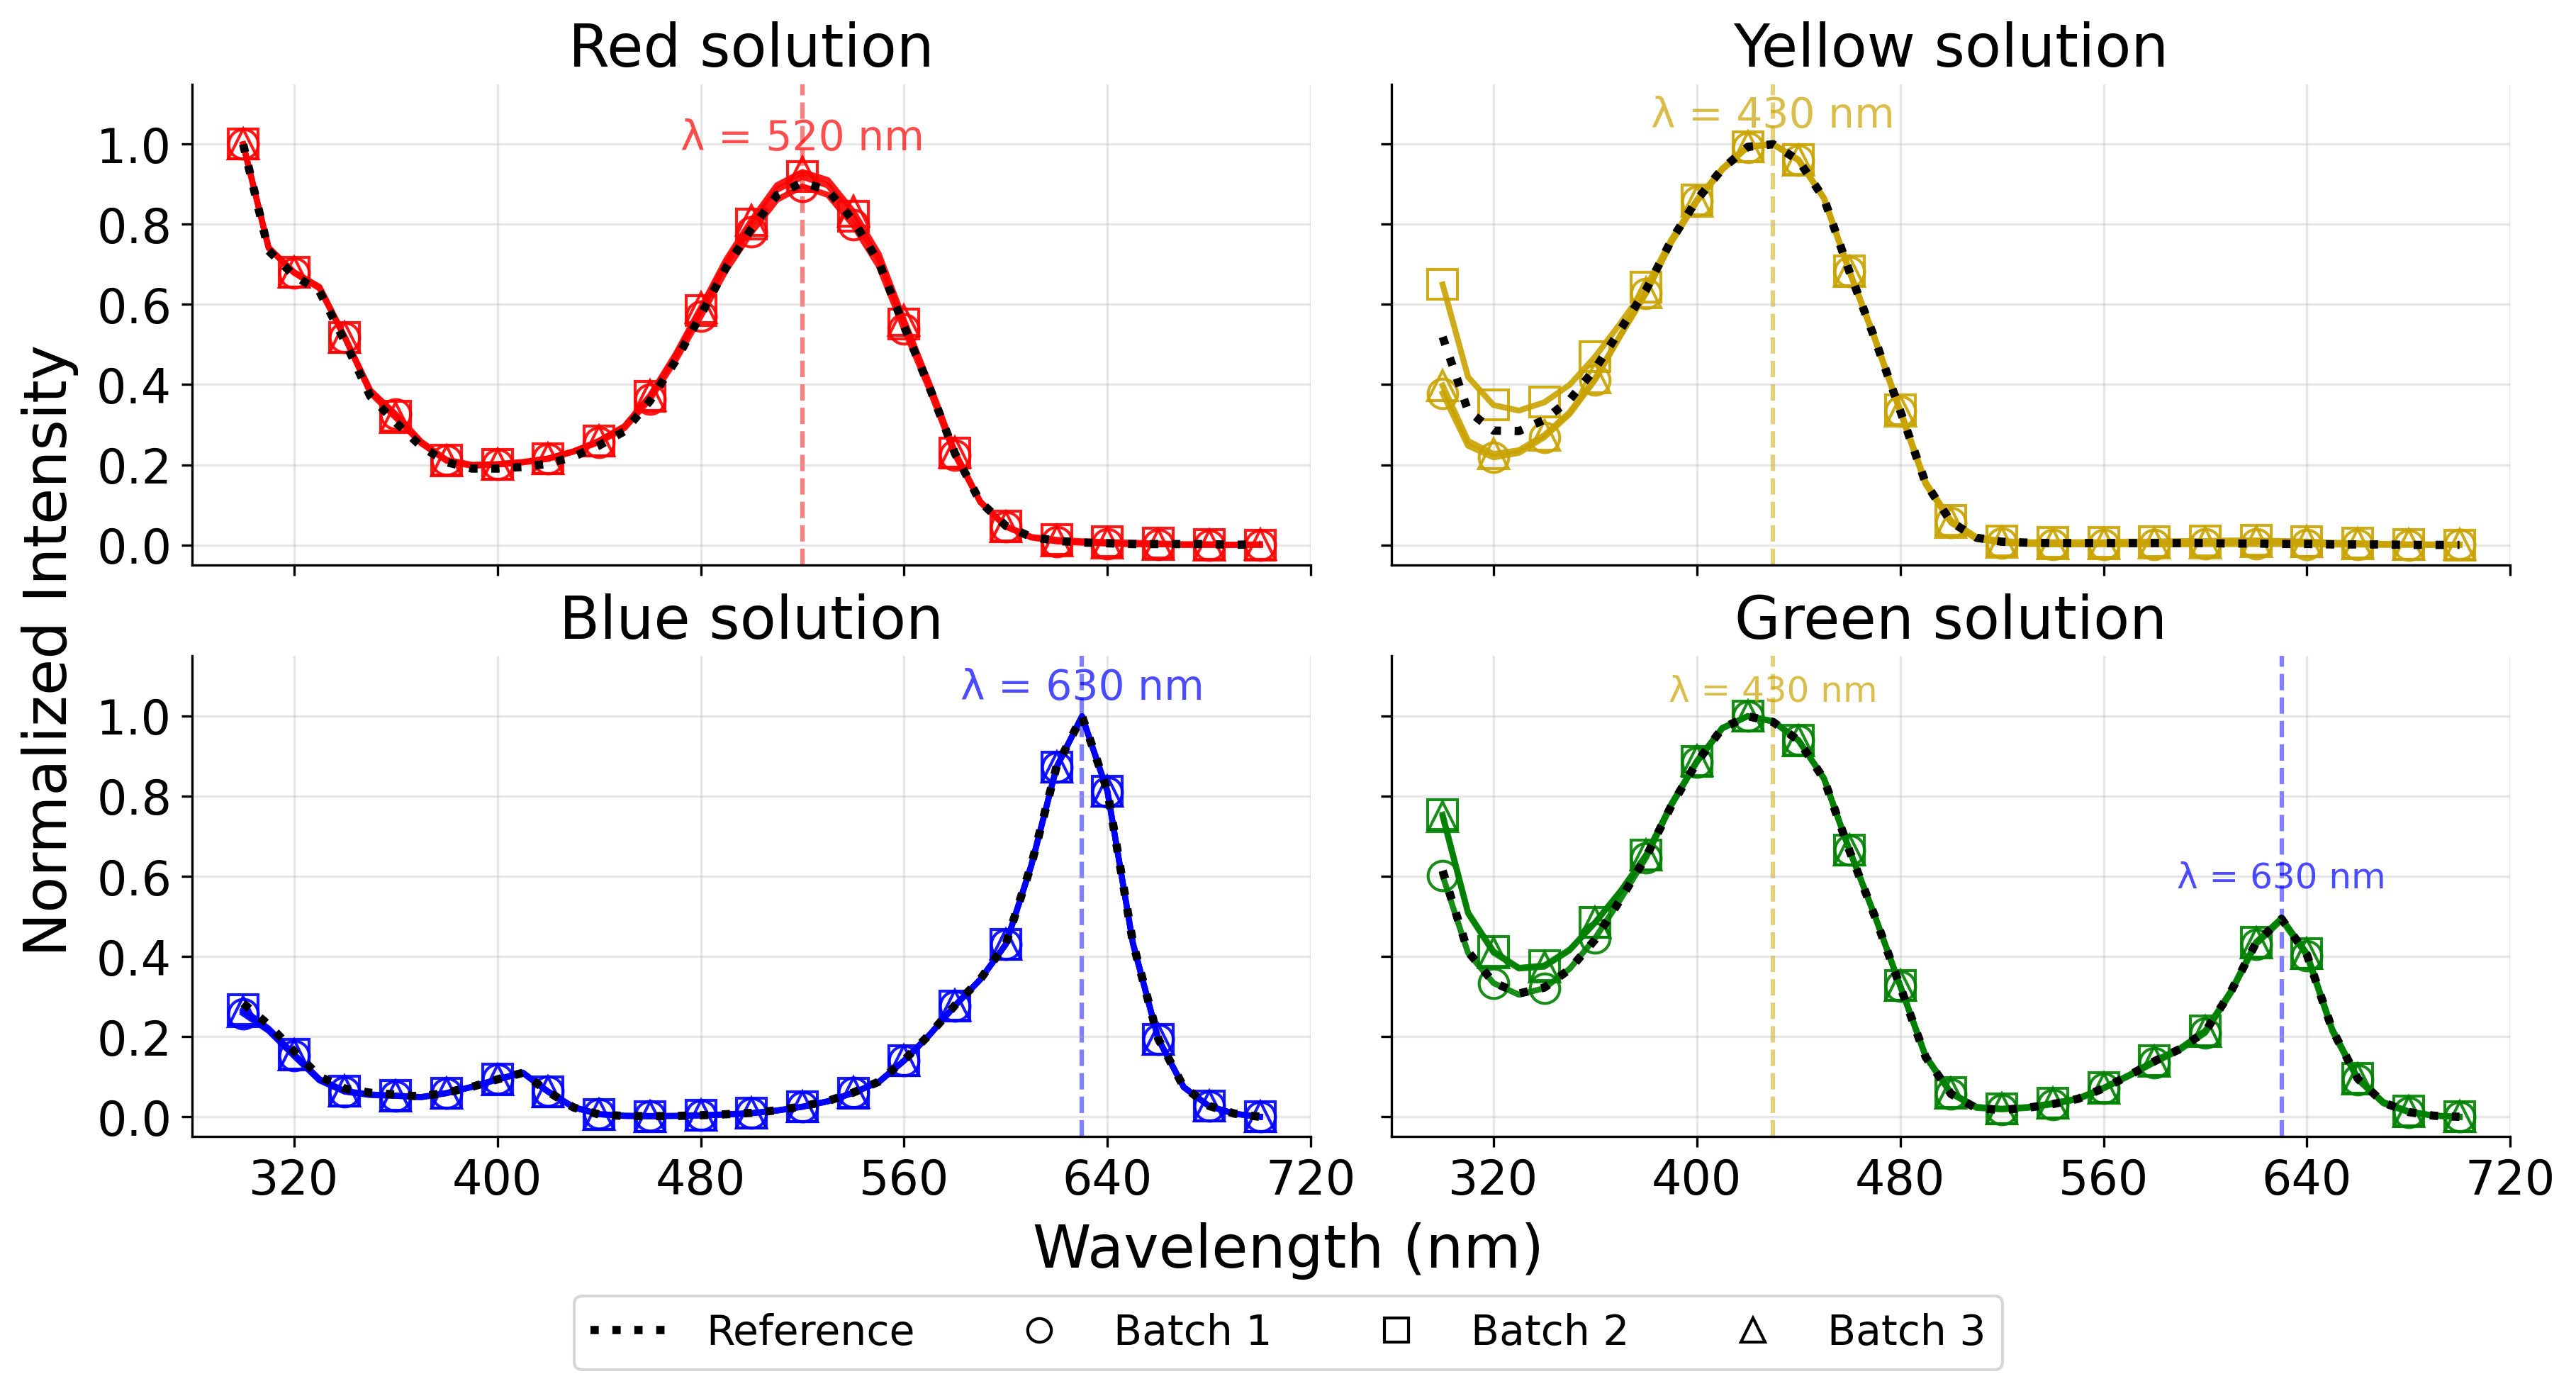 Red solution
Yellow solution
λ = 520 nm
λ = 430 nm
1.0
0.8
0.6
0.4
0.2
0.0
Blue solution
Green solution
λ = 630 nm
λ = 430 nm
λ = 630 nm
1.0
0.8
0.6
0.4
0.2
0.0
320 400 480 560 640 720
320 400 480 560 640 720
Normalized Intensity
Wavelength (nm)
Reference Batch 1 Batch 2 Batch 3